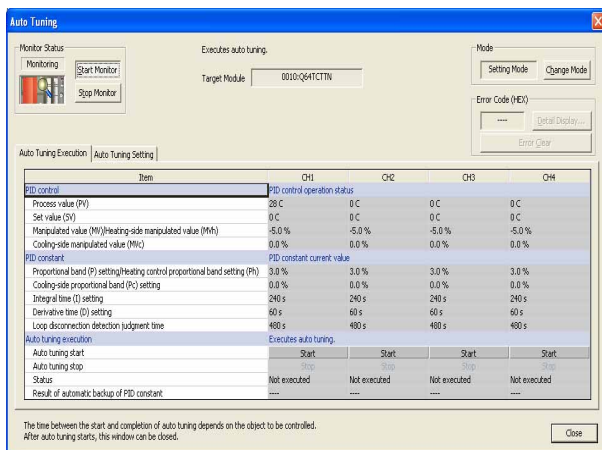 Auto Tuning
Monitor Status
Monitoring
Start Monitor
Stop Monitor
Executes auto tuning.
Target Module 0010:Q64TCTTN
Mode
Setting Mode Change Mode
Error Code (HEX)
---- Detail Display...
Error Clear
Auto Tuning Execution Auto Tuning Setting
Item CH1 CH2 CH3 CH4
PID control PID control operation status
Process value (PV) 28 C 0 C 0 C 0 C
Set value (SV) 0 C 0 C 0 C 0 C
Manipulated value (MV)/Heating-side manipulated value (MVh) -5.0 % -5.0 % -5.0 % -5.0 %
Cooling-side manipulated value (MVc) 0.0 % 0.0 % 0.0 % 0.0 %
PID constant PID constant current value
Proportional band (P) setting/Heating control proportional band setting (Ph) 3.0 % 3.0 % 3.0 % 3.0 %
Cooling-side proportional band (Pc) setting 0.0 % 0.0 % 0.0 % 0.0 %
Integral time (I) setting 240 s 240 s 240 s 240 s
Derivative time (D) setting 60 s 60 s 60 s 60 s
Loop disconnection detection judgment time 480 s 480 s 480 s 480 s
Auto tuning execution Executes auto tuning.
Auto tuning start Start Start Start Start
Auto tuning stop Stop Stop Stop Stop
Status Not executed Not executed Not executed Not executed
Result of automatic backup of PID constant ---- ---- ---- ----
The time between the start and completion of auto tuning depends on the object to be controlled.
After auto tuning starts, this window can be closed.
Close